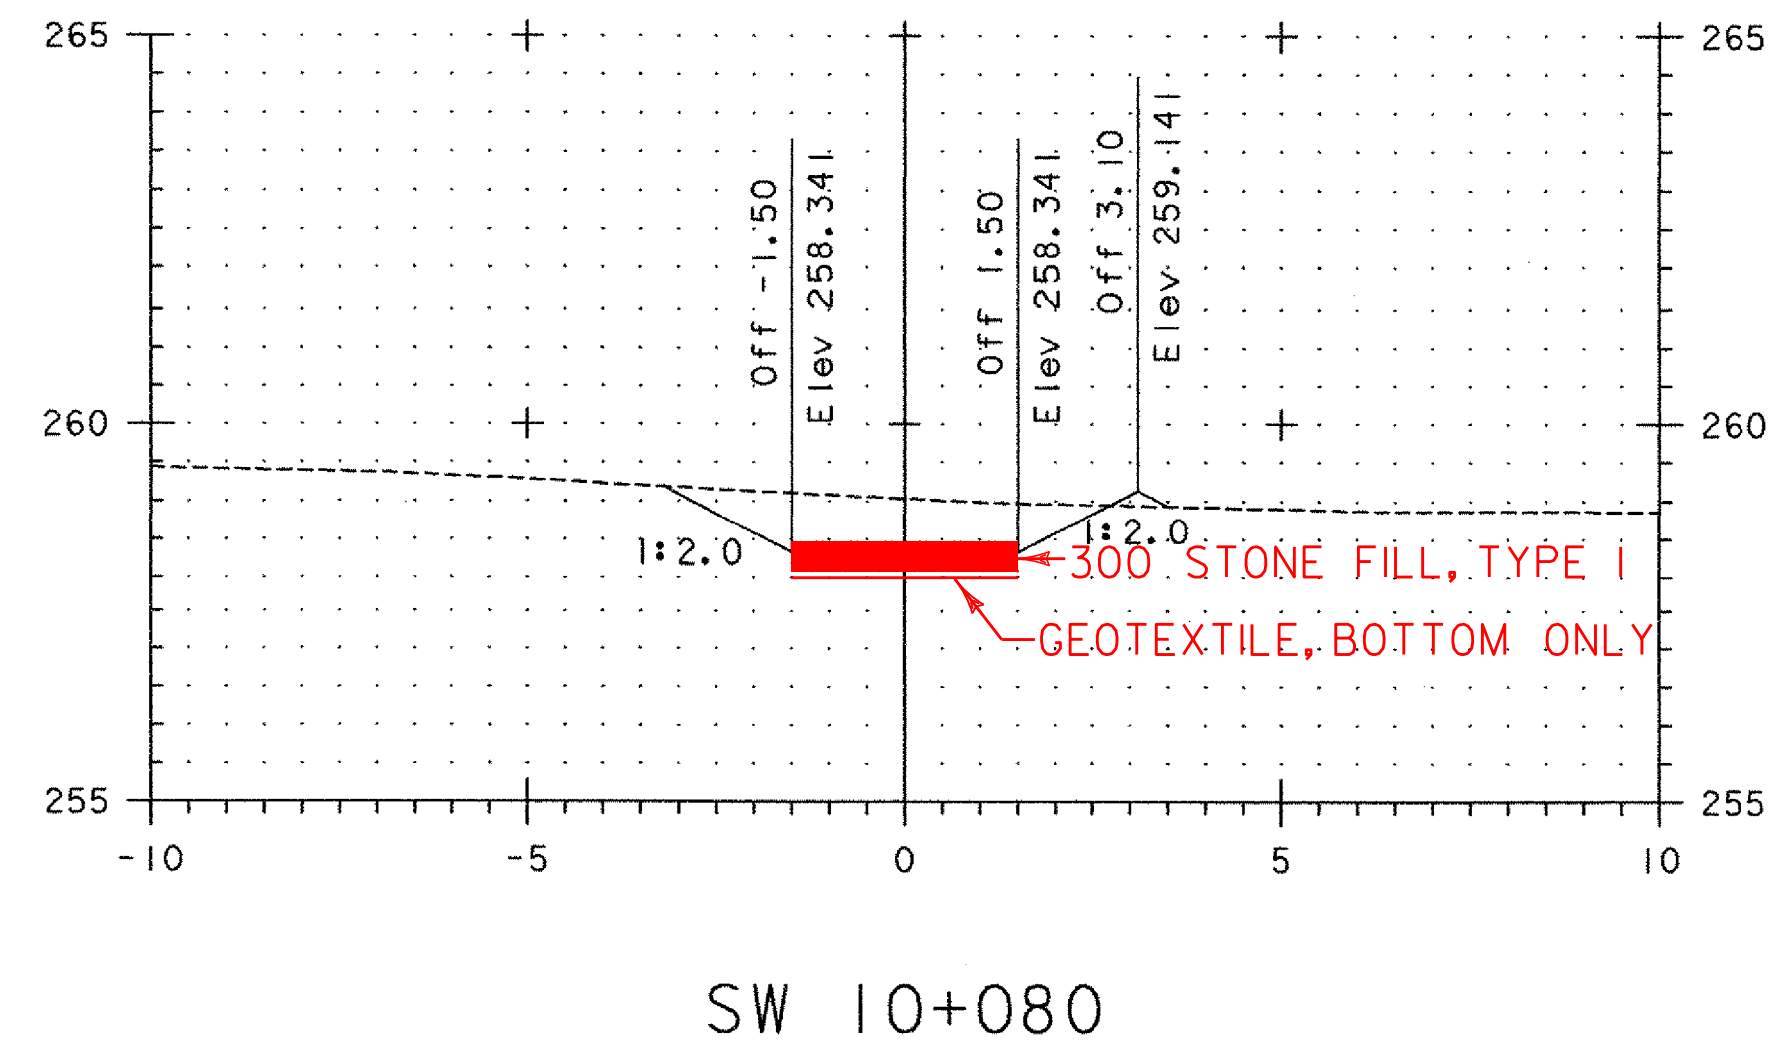 265
265
Off -1.50
Elev 258.341
Off 1.50
Elev 258.341
Off 3.10
Elev 259.141
260
260
1:2.0
1:2.0
300 STONE FILL, TYPE I
GEOTEXTILE, BOTTOM ONLY
255
255
-10
-5
0
5
10
SW 10+080